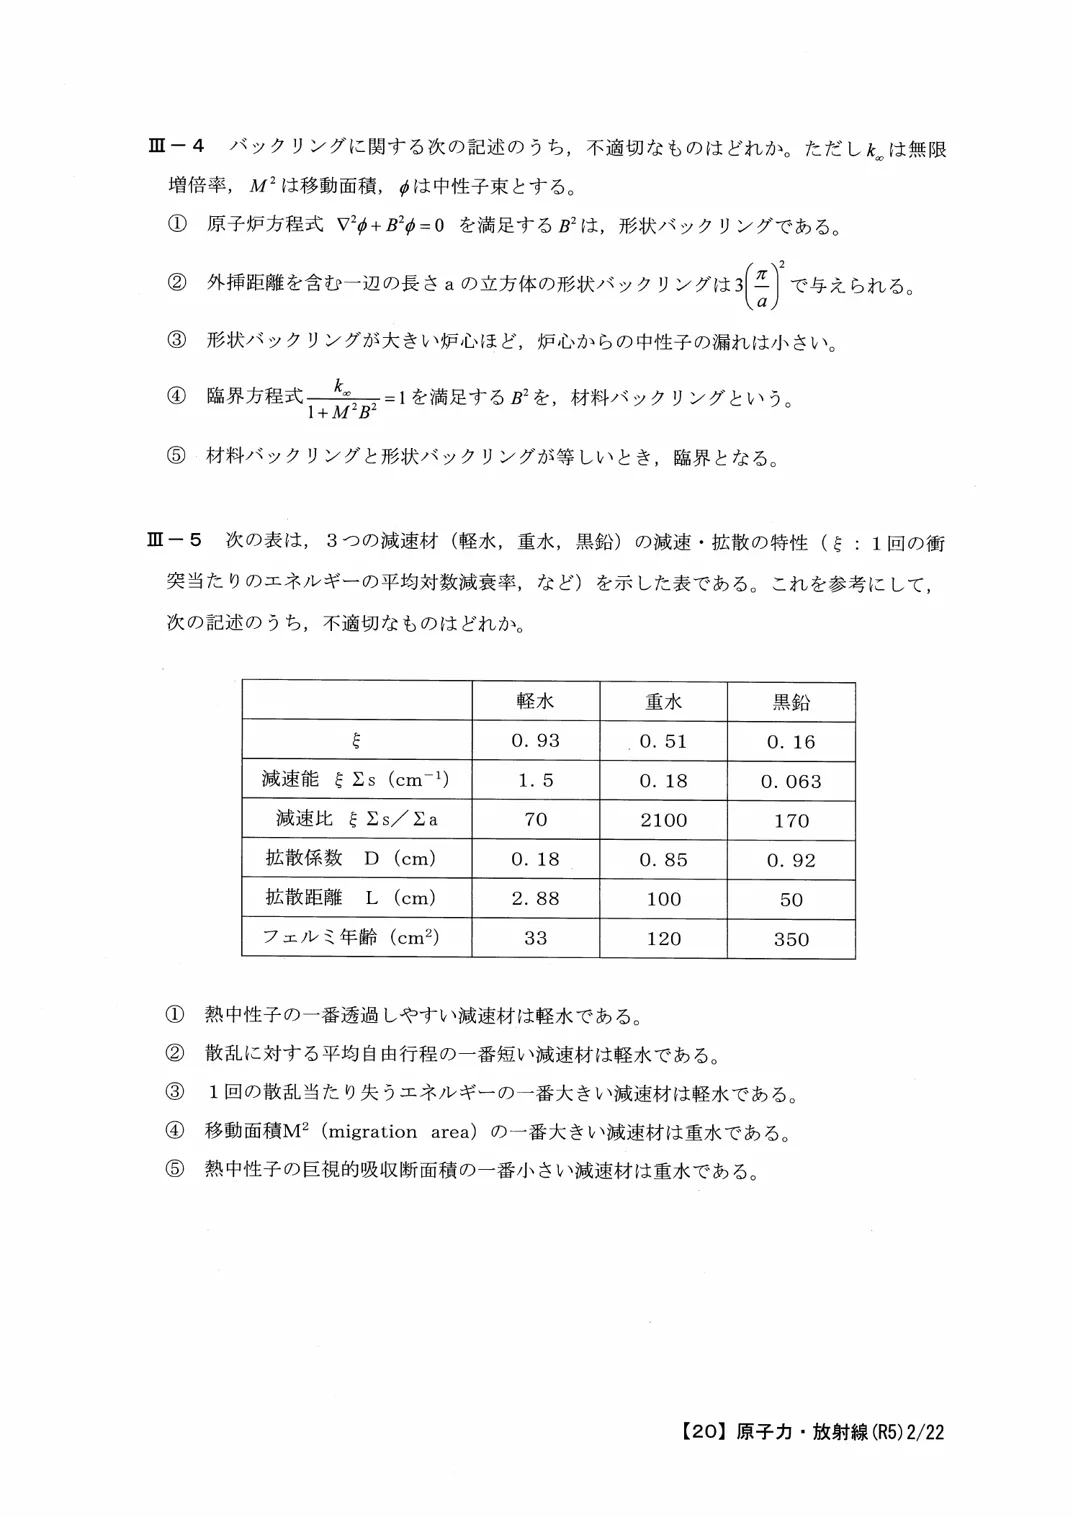 Ⅲ－４　バックリングに関する次の記述のうち，不適切なものはどれか。ただし k∞ は無限
増倍率，M²は移動面積，φは中性子束とする。
①　原子炉方程式 ∇²φ+B²φ=0 を満足する B²は，形状バックリングである。
②　外挿距離を含む一辺の長さ a の立方体の形状バックリングは 3(π/a)² で与えられる。
③　形状バックリングが大きい炉心ほど，炉心からの中性子の漏れは小さい。
④　臨界方程式 k∞/(1+M²B²) =1 を満足する B²を，材料バックリングという。
⑤　材料バックリングと形状バックリングが等しいとき，臨界となる。
Ⅲ－５　次の表は，３つの減速材（軽水，重水，黒鉛）の減速・拡散の特性（ξ：１回の衝
突当たりのエネルギーの平均対数減衰率，など）を示した表である。これを参考にして，
次の記述のうち，不適切なものはどれか。
軽水　重水　黒鉛
ξ　0.93　0.51　0.16
減速能　ξΣs（cm⁻¹）　1.5　0.18　0.063
減速比　ξΣs／Σa　70　2100　170
拡散係数　D（cm）　0.18　0.85　0.92
拡散距離　L（cm）　2.88　100　50
フェルミ年齢（cm²）　33　120　350
①　熱中性子の一番透過しやすい減速材は軽水である。
②　散乱に対する平均自由行程の一番短い減速材は軽水である。
③　１回の散乱当たり失うエネルギーの一番大きい減速材は軽水である。
④　移動面積M²（migration area）の一番大きい減速材は重水である。
⑤　熱中性子の巨視的吸収断面積の一番小さい減速材は重水である。
【20】原子力・放射線(R5) 2/22